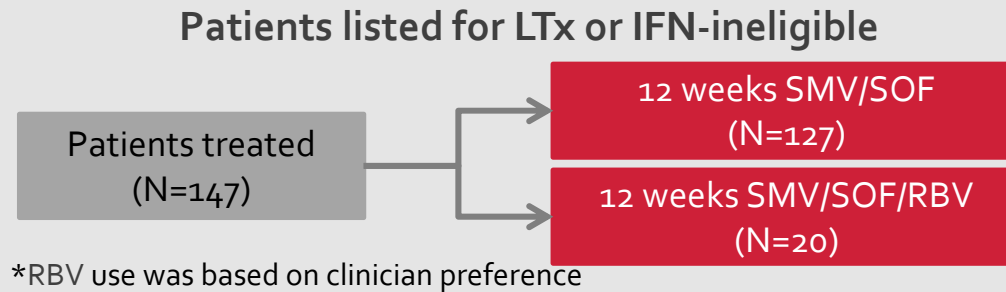 Patients listed for LTx or IFN-ineligible
Patients treated
(N=147)
12 weeks SMV/SOF
(N=127)
12 weeks SMV/SOF/RBV
(N=20)
*RBV use was based on clinician preference